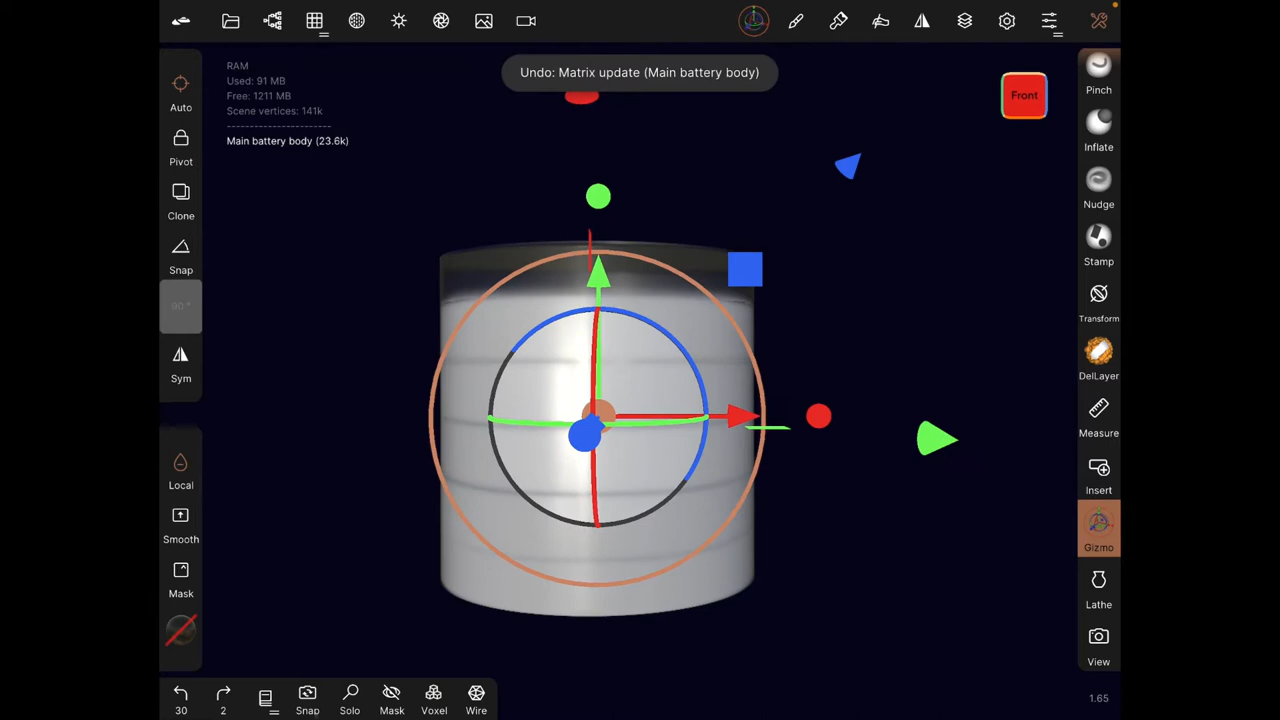 RAM
Used: 91 MB
Free: 1211 MB
Scene vertices: 141k
Main battery body (23.6k)
Undo: Matrix update (Main battery body)
Front
Auto
Pivot
Clone
Snap
90°
Sym
Local
Smooth
Mask
Pinch
Inflate
Nudge
Stamp
Transform
DelLayer
Measure
Insert
Gizmo
Lathe
View
30
2
Snap
Solo
Mask
Voxel
Wire
1.65